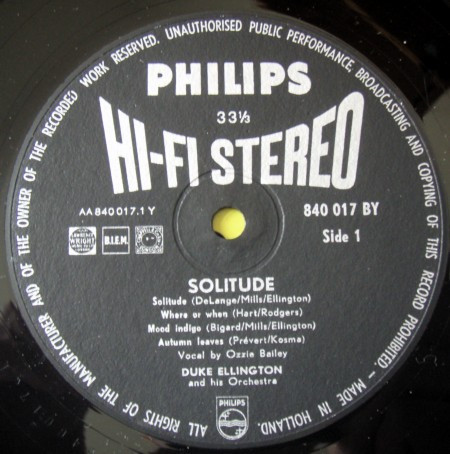 ALL RIGHTS OF THE MANUFACTURER AND OF THE OWNER OF THE RECORDED WORK RESERVED. UNAUTHORISED PUBLIC PERFORMANCE, BROADCASTING AND COPYING OF THIS RECORD PROHIBITED. – MADE IN HOLLAND.
PHILIPS
33⅓
HI-FI STEREO
AA 840 017.1 Y
840 017 BY
WRIGHT
B.I.E.M.
Side 1
SOLITUDE
Solitude (DeLange/Mills/Ellington)
Where or when (Hart/Rodgers)
Mood indigo (Bigard/Mills/Ellington)
Autumn leaves (Prévert/Kosma)
Vocal by Ozzie Bailey
DUKE ELLINGTON
and his Orchestra
PHILIPS